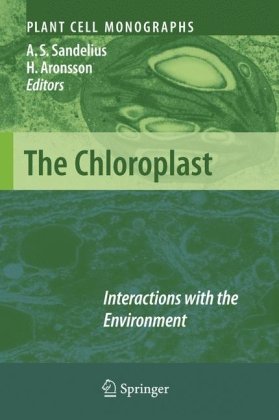 PLANT CELL MONOGRAPHS
A. S. Sandelius
H. Aronsson
Editors
The Chloroplast
Interactions with the
Environment
Springer